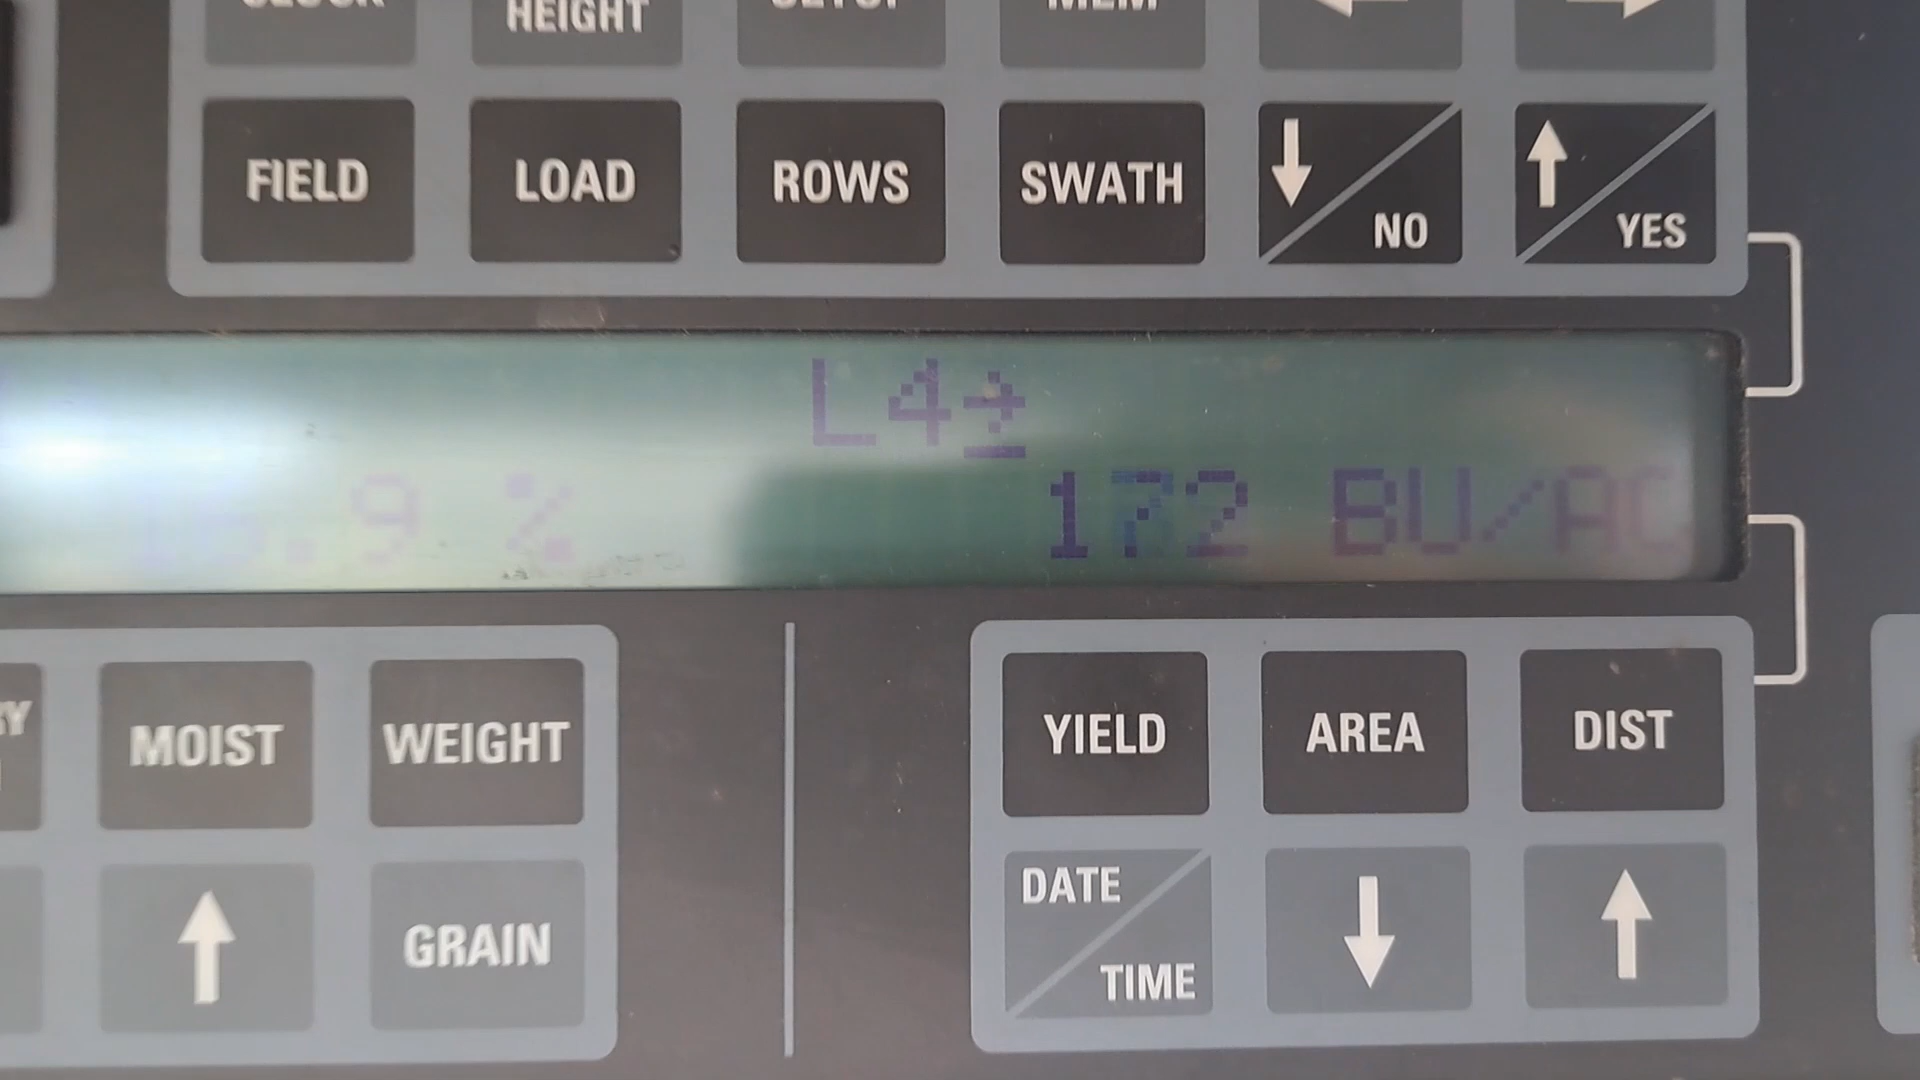 HEIGHT
FIELD LOAD ROWS SWATH NO YES
L4±
.9 % 172 BU/AC
MOIST WEIGHT YIELD AREA DIST
DATE
TIME
GRAIN